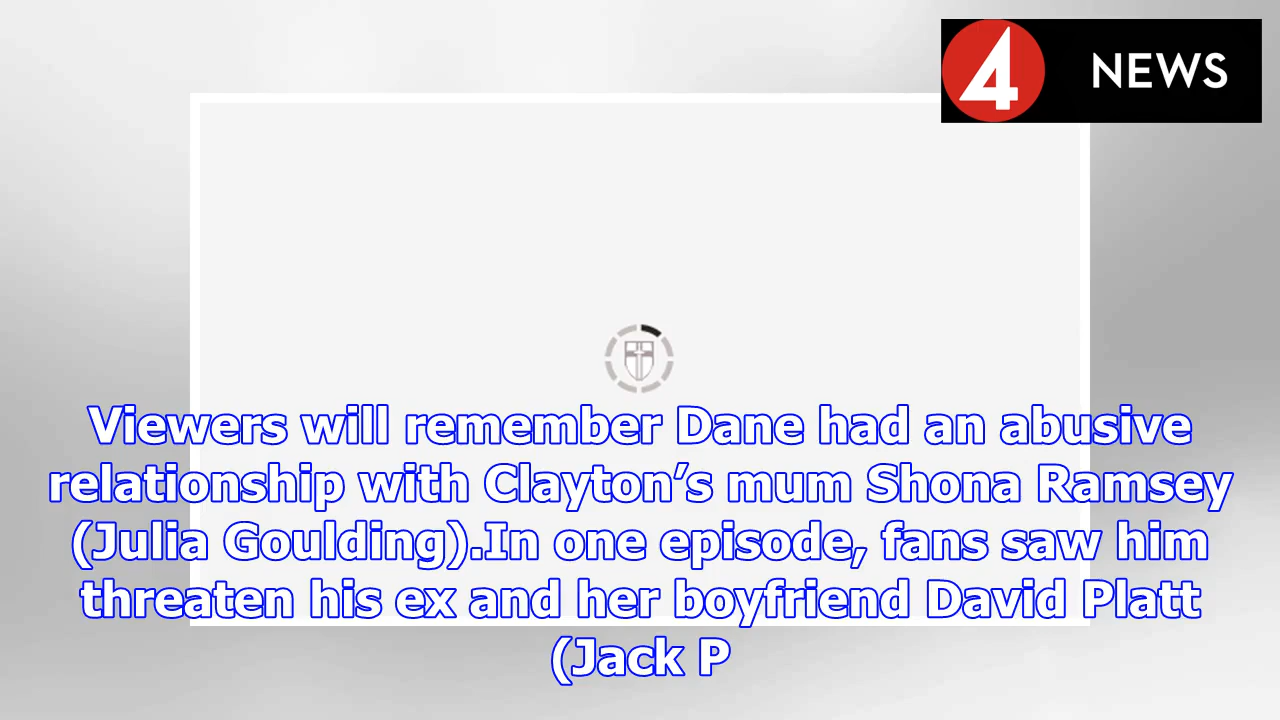 4 NEWS
Viewers will remember Dane had an abusive
relationship with Clayton’s mum Shona Ramsey
(Julia Goulding).In one episode, fans saw him
threaten his ex and her boyfriend David Platt
(Jack P